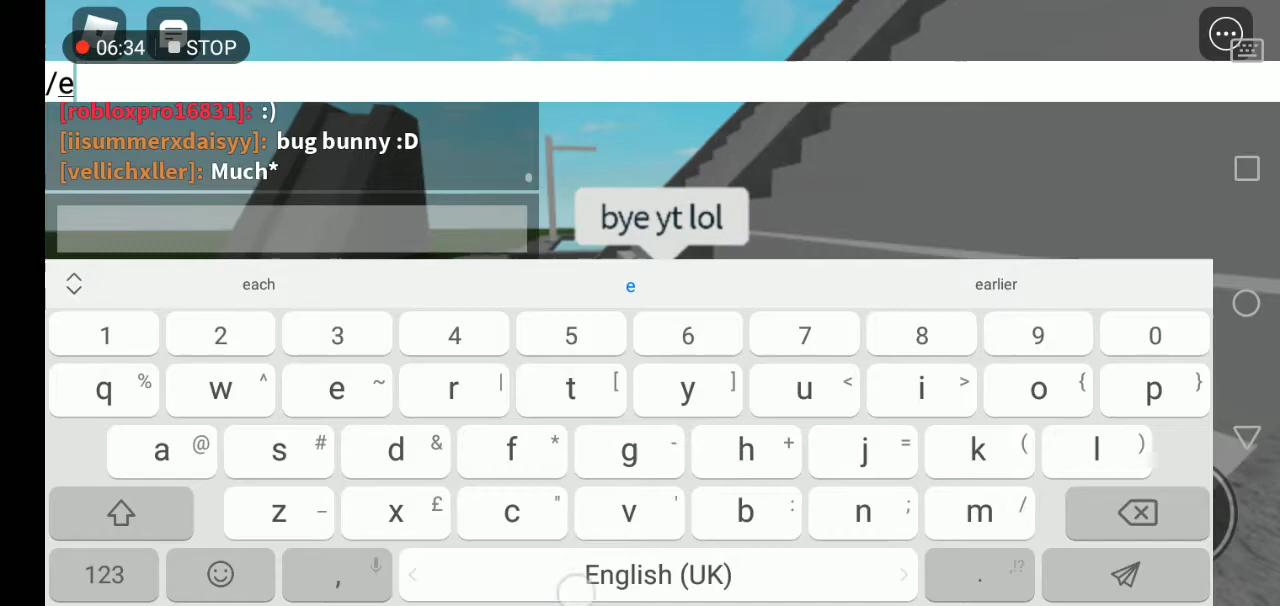 06:34 STOP
/e
[robloxpro16831]: :)
[iisummerxdaisyy]: bug bunny :D
[vellichxller]: Much*
bye yt lol
each e earlier
1 2 3 4 5 6 7 8 9 0
q % w ^ e ~ r | t [ y ] u < i > o { p }
a @ s # d & f * g - h + j = k ( l )
z _ x £ c " v ' b : n ; m /
123 , English (UK) . ,!?